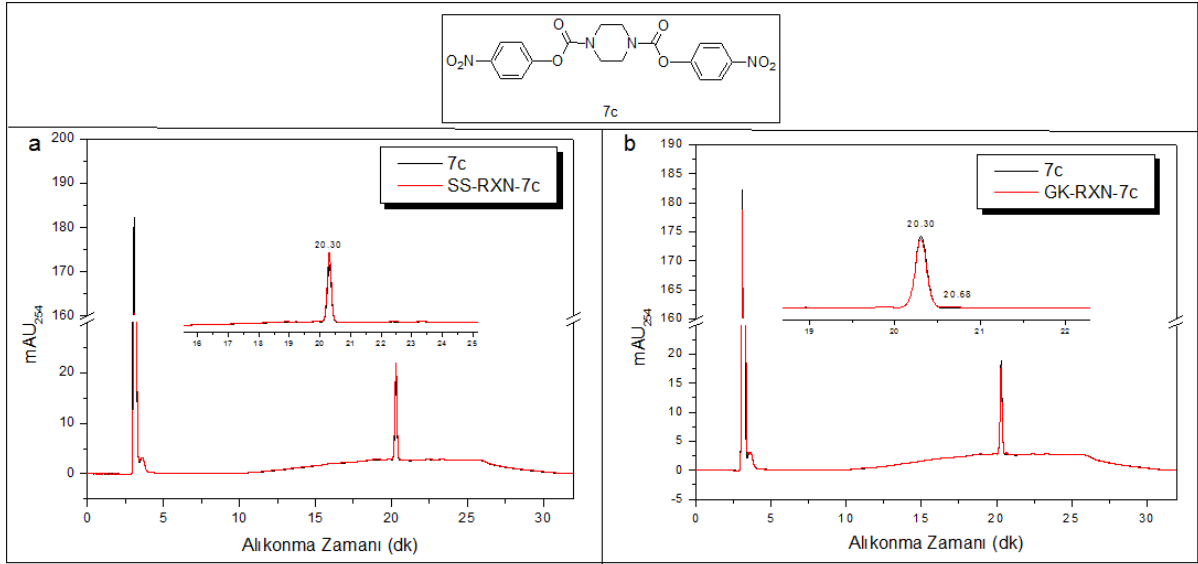 O
O
O₂N
N
N
O
O
NO₂
7c
a
200
190
180
170
160
20
10
0
mAU₂₅₄
7c
SS-RXN-7c
20.30
16 17 18 19 20 21 22 23 24 25
0 5 10 15 20 25 30
Alıkonma Zamanı (dk)
b
190
185
180
175
170
165
160
20
15
10
5
0
-5
mAU₂₅₄
7c
GK-RXN-7c
20.30
20.68
19 20 21 22
0 5 10 15 20 25 30
Alıkonma Zamanı (dk)